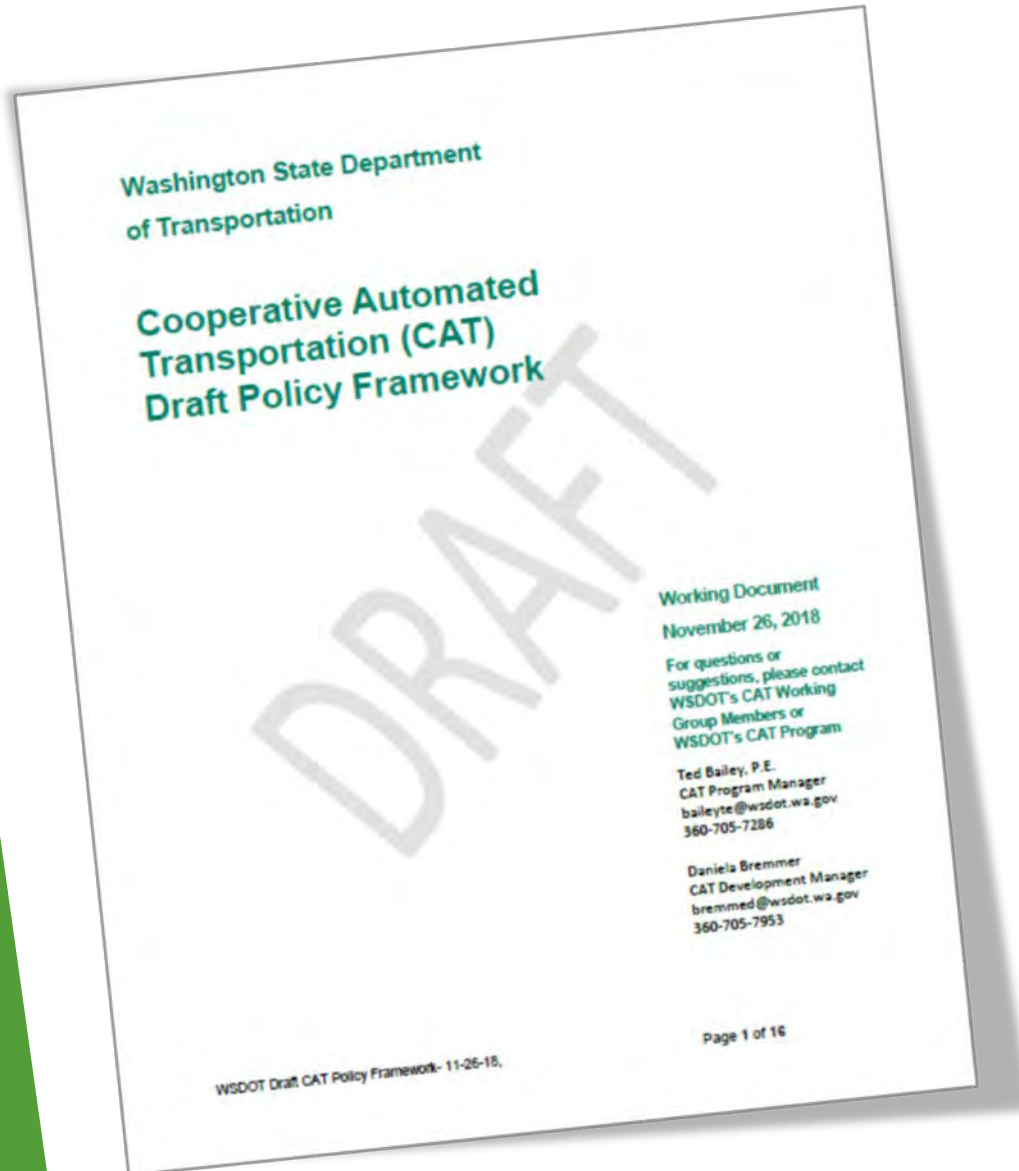 Washington State Department
of Transportation
Cooperative Automated
Transportation (CAT)
Draft Policy Framework
DRAFT
Working Document
November 26, 2018
For questions or
suggestions, please contact
WSDOT's CAT Working
Group Members or
WSDOT's CAT Program
Ted Bailey, P.E.
CAT Program Manager
baileyte@wsdot.wa.gov
360-705-7286
Daniela Bremmer
CAT Development Manager
bremmed@wsdot.wa.gov
360-705-7953
WSDOT Draft CAT Policy Framework- 11-26-18,
Page 1 of 16